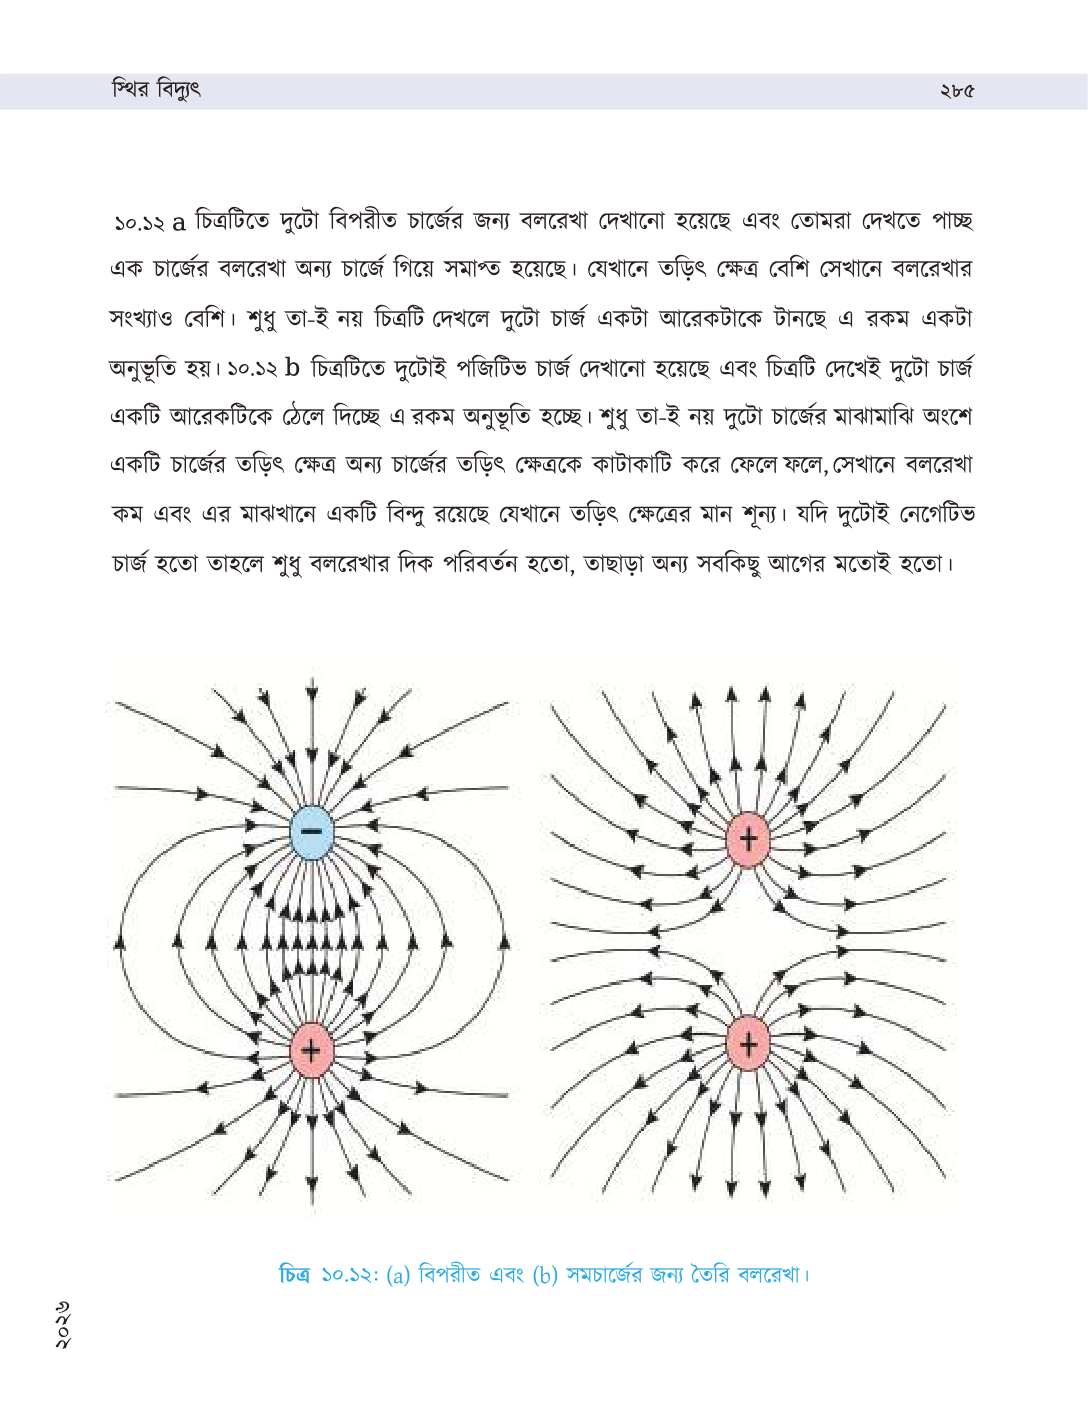 স্থির বিদ্যুৎ ২৮৫
১০.১২ a চিত্রটিতে দুটো বিপরীত চার্জের জন্য বলরেখা দেখানো হয়েছে এবং তোমরা দেখতে পাচ্ছ
এক চার্জের বলরেখা অন্য চার্জে গিয়ে সমাপ্ত হয়েছে। যেখানে তড়িৎ ক্ষেত্র বেশি সেখানে বলরেখার
সংখ্যাও বেশি। শুধু তা-ই নয় চিত্রটি দেখলে দুটো চার্জ একটা আরেকটাকে টানছে এ রকম একটা
অনুভূতি হয়। ১০.১২ b চিত্রটিতে দুটোই পজিটিভ চার্জ দেখানো হয়েছে এবং চিত্রটি দেখেই দুটো চার্জ
একটি আরেকটিকে ঠেলে দিচ্ছে এ রকম অনুভূতি হচ্ছে। শুধু তা-ই নয় দুটো চার্জের মাঝামাঝি অংশে
একটি চার্জের তড়িৎ ক্ষেত্র অন্য চার্জের তড়িৎ ক্ষেত্রকে কাটাকাটি করে ফেলে ফলে, সেখানে বলরেখা
কম এবং এর মাঝখানে একটি বিন্দু রয়েছে যেখানে তড়িৎ ক্ষেত্রের মান শূন্য। যদি দুটোই নেগেটিভ
চার্জ হতো তাহলে শুধু বলরেখার দিক পরিবর্তন হতো, তাছাড়া অন্য সবকিছু আগের মতোই হতো।
− +
+ +
চিত্র ১০.১২: (a) বিপরীত এবং (b) সমচার্জের জন্য তৈরি বলরেখা।
২০২৬